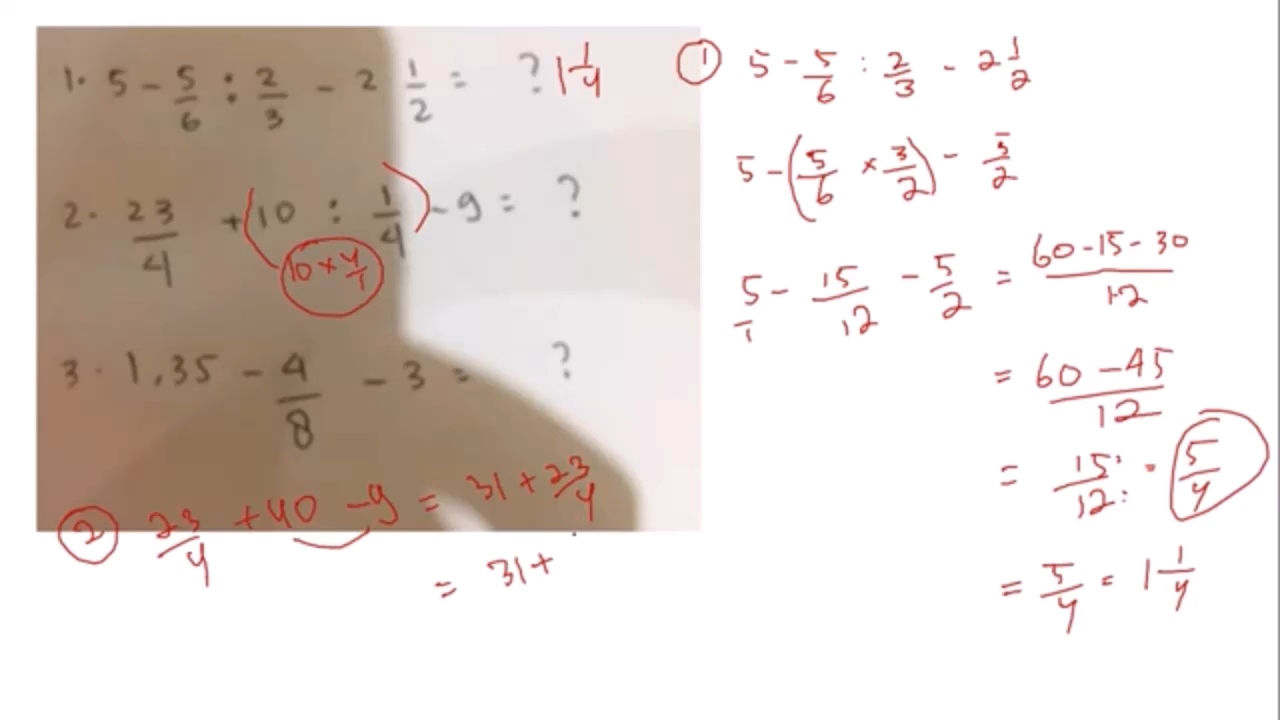 1. 5 - 5/6 : 2/3 - 2 1/2 = ? 1 1/4
2. 23/4 + (10 : 1/4) - 9 = ?
10 × 4/1
3. 1,35 - 4/8 - 3 = ?
② 23/4 + 40 - 9 = 31 + 23/4
= 31 +
① 5 - 5/6 : 2/3 - 2 1/2
5 - (5/6 × 3/2) - 5/2
5/1 - 15/12 - 5/2 = 60-15-30/12
= 60-45/12
= 15:/12: = 5/4
= 5/4 = 1 1/4